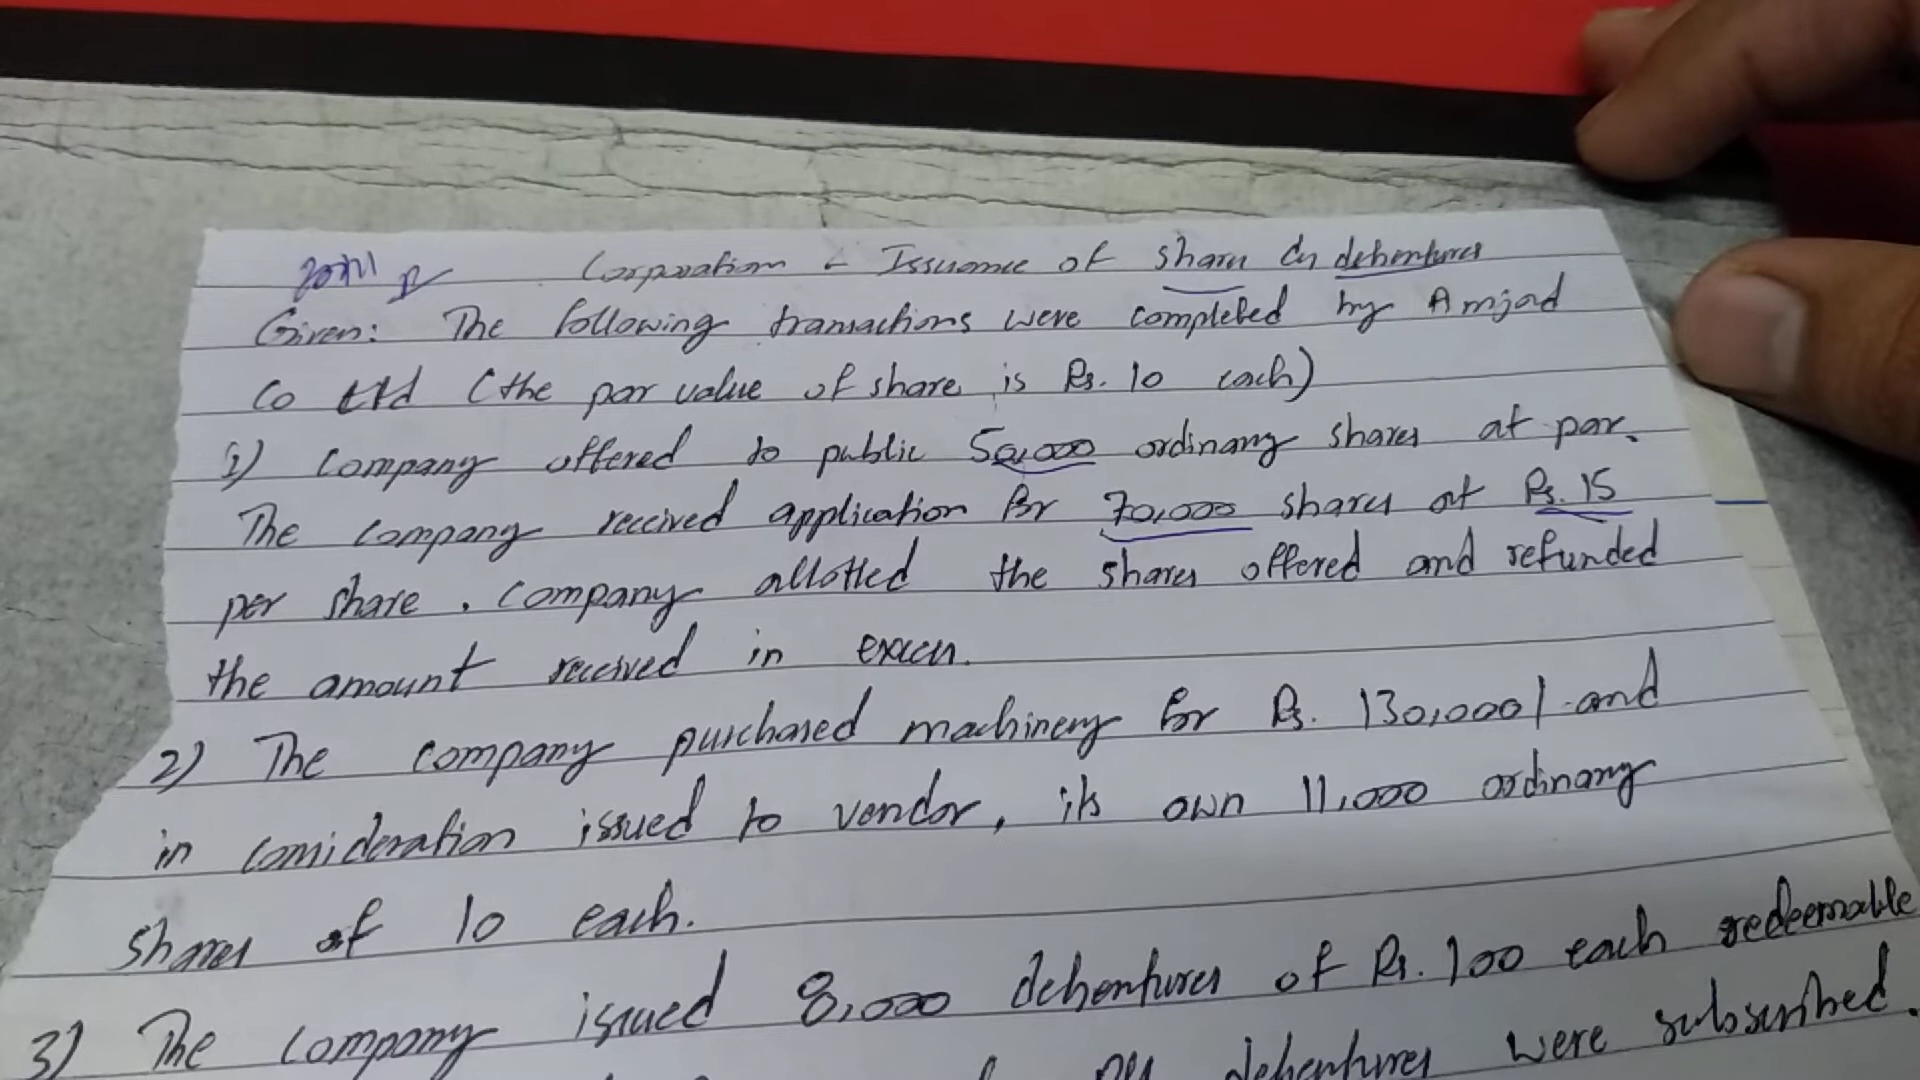 Corporation - Issuance of share & debentures
Given: The following transactions were completed by Amjad
Co Ltd (the par value of share is Rs. 10 each)
1) Company offered to public 50,000 ordinary shares at par.
The company received application for 70,000 shares at Rs. 15
per share. Company allotted the shares offered and refunded
the amount received in excess.
2) The company purchased machinery for Rs. 130,000/- and
in consideration issued to vendor, its own 11,000 ordinary
shares of 10 each.
3) The company issued 8,000 debentures of Rs. 100 each redeemable
debentures were subscribed.